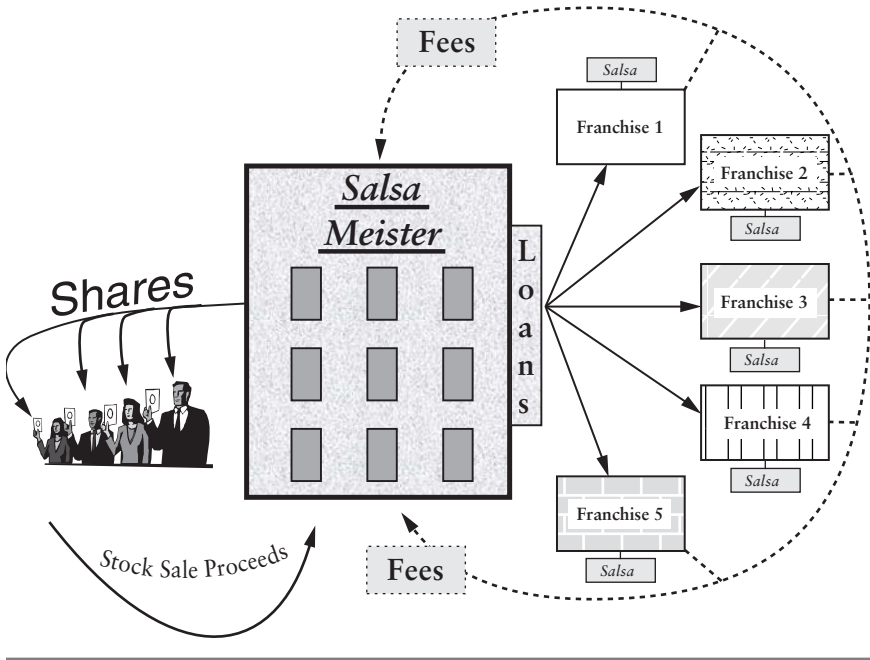 Fees
Salsa
Franchise 1
Salsa
Meister
Franchise 2
Salsa
Loans
Shares
Franchise 3
Salsa
Franchise 4
Salsa
Franchise 5
Salsa
Stock Sale Proceeds
Fees